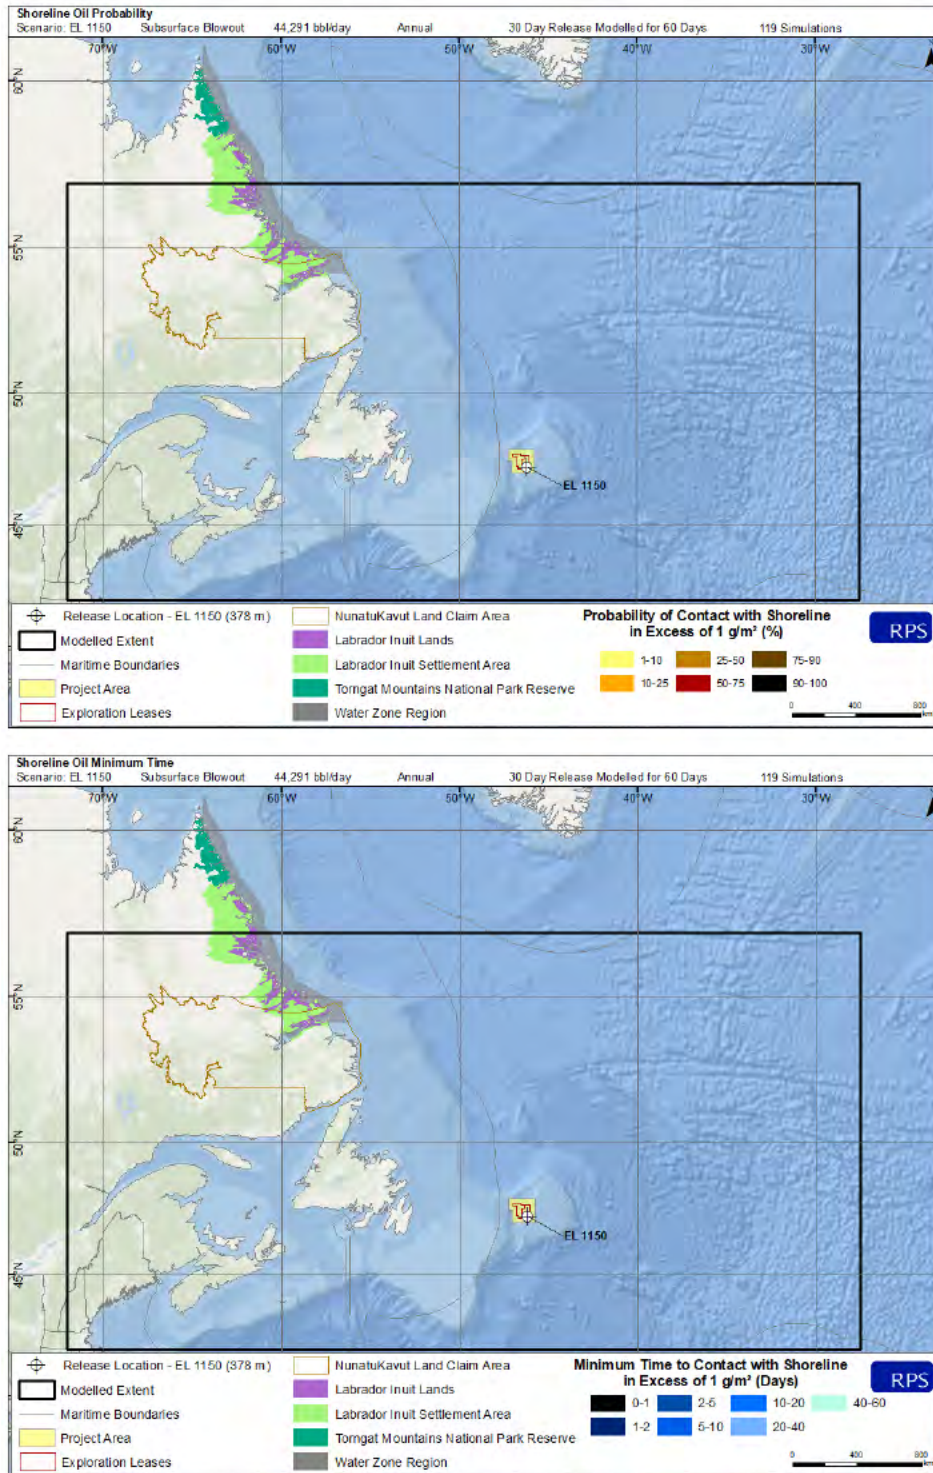 Shoreline Oil Probability
Scenario: EL 1150 Subsurface Blowout 44,291 bbl/day Annual 30 Day Release Modelled for 60 Days 119 Simulations
70°W 60°W 50°W 40°W 30°W
60°N
55°N
50°N
45°N
EL 1150
Release Location - EL 1150 (378 m)
Modelled Extent
Maritime Boundaries
Project Area
Exploration Leases
NunatuKavut Land Claim Area
Labrador Inuit Lands
Labrador Inuit Settlement Area
Torngat Mountains National Park Reserve
Water Zone Region
Probability of Contact with Shoreline
in Excess of 1 g/m² (%)
1-10 25-50 75-90
10-25 50-75 90-100
RPS
0 400 800
km
Shoreline Oil Minimum Time
Scenario: EL 1150 Subsurface Blowout 44,291 bbl/day Annual 30 Day Release Modelled for 60 Days 119 Simulations
70°W 60°W 50°W 40°W 30°W
60°N
55°N
50°N
45°N
EL 1150
Release Location - EL 1150 (378 m)
Modelled Extent
Maritime Boundaries
Project Area
Exploration Leases
NunatuKavut Land Claim Area
Labrador Inuit Lands
Labrador Inuit Settlement Area
Torngat Mountains National Park Reserve
Water Zone Region
Minimum Time to Contact with Shoreline
in Excess of 1 g/m² (Days)
0-1 2-5 10-20 40-60
1-2 5-10 20-40
RPS
0 400 800
km